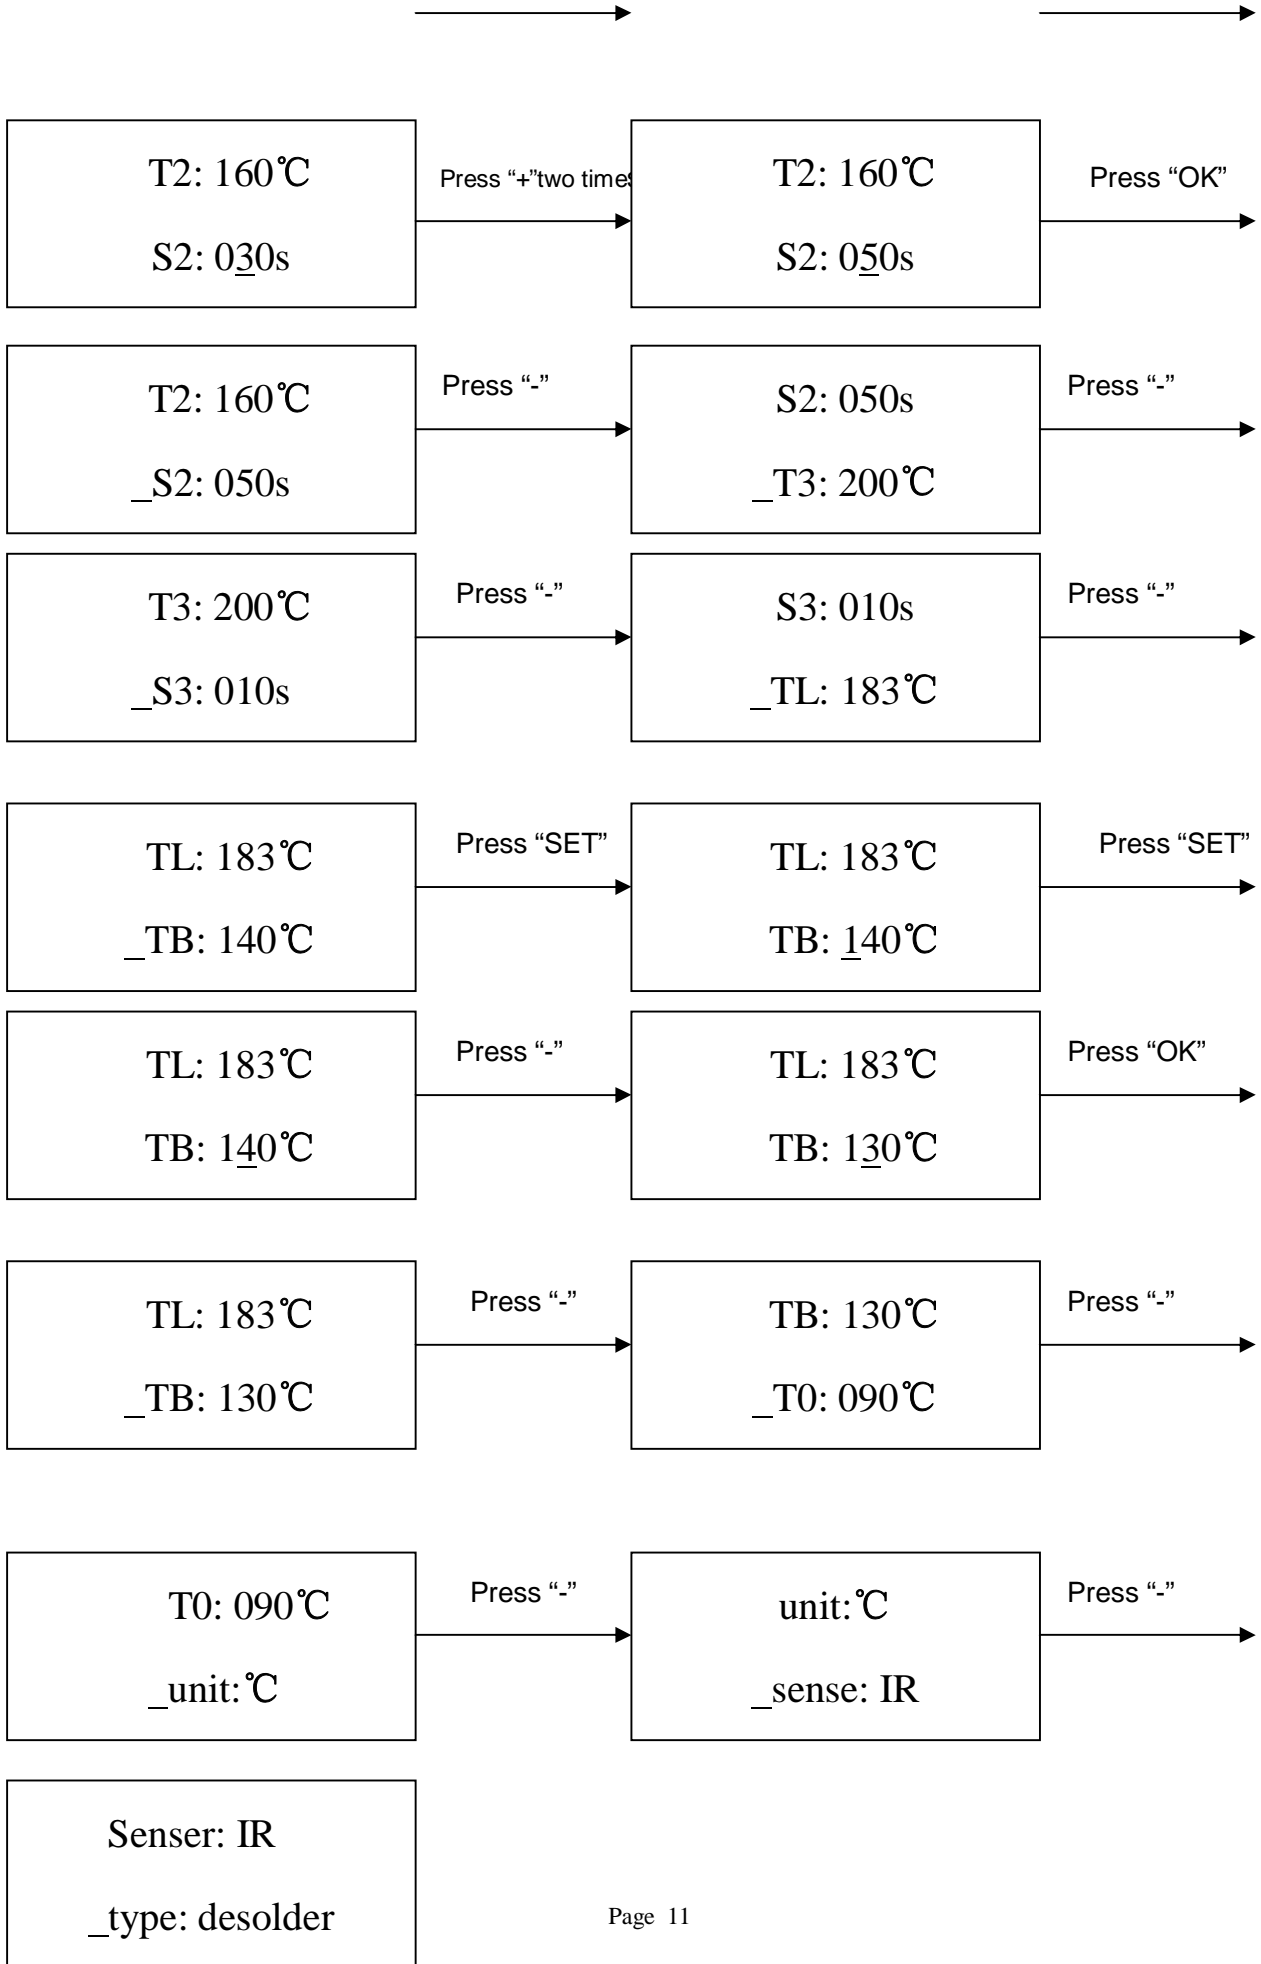 T2: 160℃
Press “+”two times
T2: 160℃
Press “OK”
S2: 030s
S2: 050s
T2: 160℃
Press “-”
S2: 050s
Press “-”
_S2: 050s
_T3: 200℃
T3: 200℃
Press “-”
S3: 010s
Press “-”
_S3: 010s
_TL: 183℃
TL: 183℃
Press “SET”
TL: 183℃
Press “SET”
_TB: 140℃
TB: 140℃
TL: 183℃
Press “-”
TL: 183℃
Press “OK”
TB: 140℃
TB: 130℃
TL: 183℃
Press “-”
TB: 130℃
Press “-”
_TB: 130℃
_T0: 090℃
T0: 090℃
Press “-”
unit:℃
Press “-”
_unit:℃
_sense: IR
Senser: IR
_type: desolder
Page 11